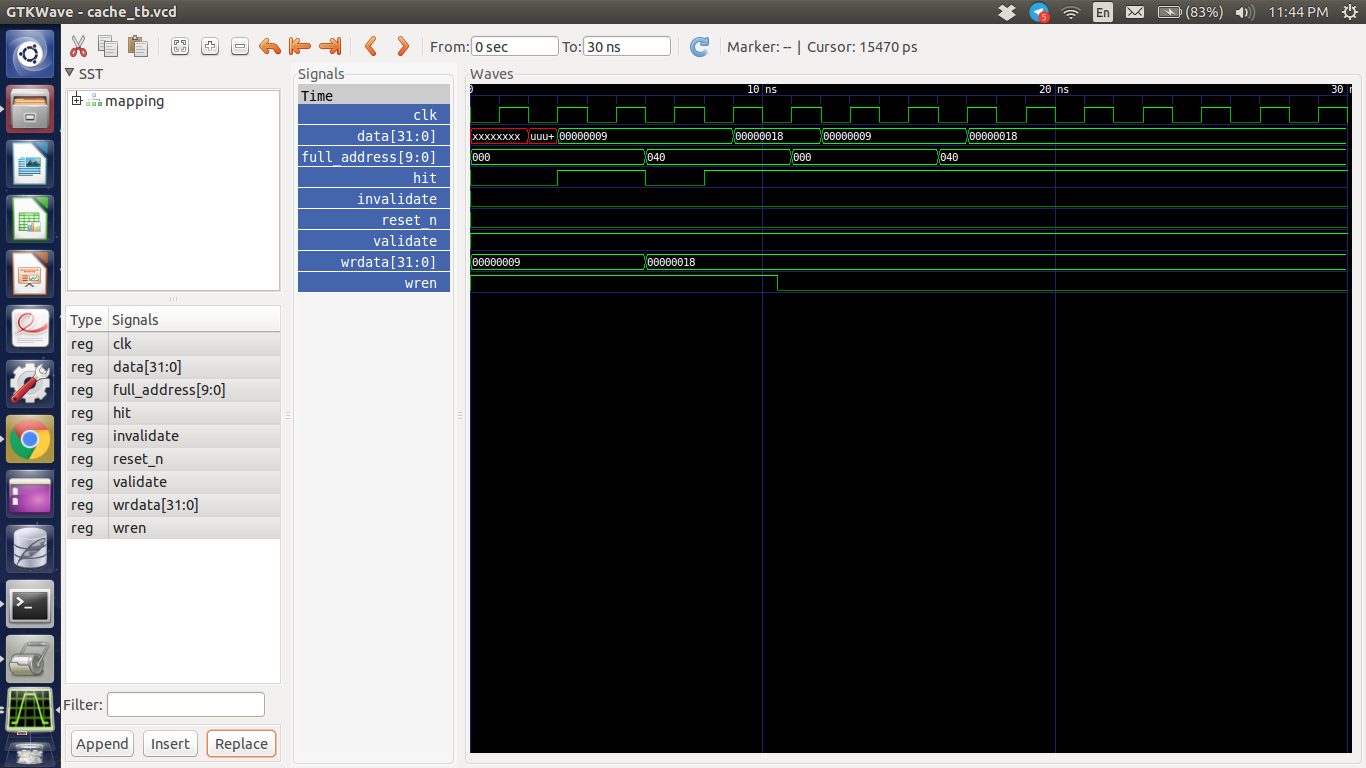 GTKWave - cache_tb.vcd
5
En
(83%)
11:44 PM
From: 0 sec To: 30 ns Marker: -- | Cursor: 15470 ps
SST
mapping
Type Signals
reg clk
reg data[31:0]
reg full_address[9:0]
reg hit
reg invalidate
reg reset_n
reg validate
reg wrdata[31:0]
reg wren
Filter:
Append Insert Replace
Signals
Time
clk
data[31:0]
full_address[9:0]
hit
invalidate
reset_n
validate
wrdata[31:0]
wren
Waves
0 10 ns 20 ns 30
xxxxxxxx uuu+ 00000009 00000018 00000009 00000018
000 040 000 040
00000009 00000018